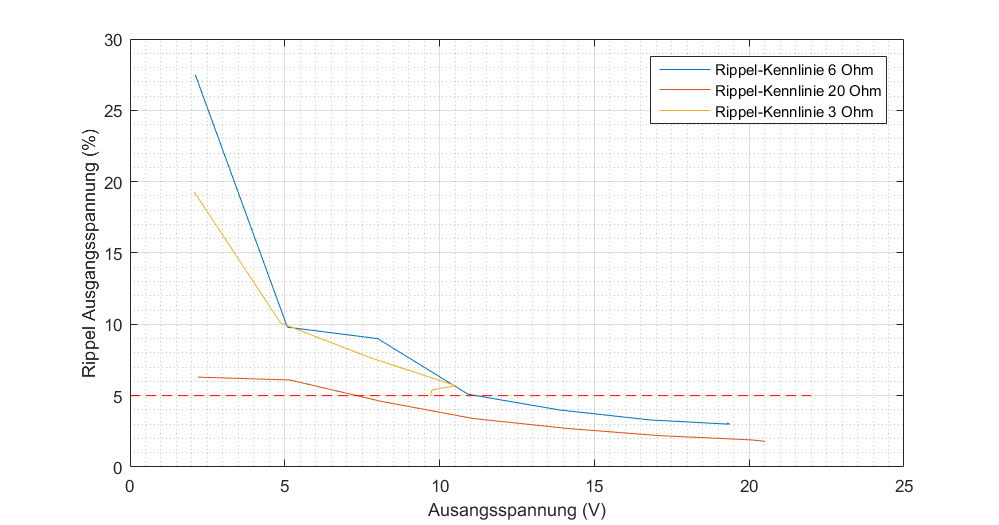 30
25
20
15
10
5
0
Rippel Ausgangsspannung (%)
Rippel-Kennlinie 6 Ohm
Rippel-Kennlinie 20 Ohm
Rippel-Kennlinie 3 Ohm
0 5 10 15 20 25
Ausangsspannung (V)